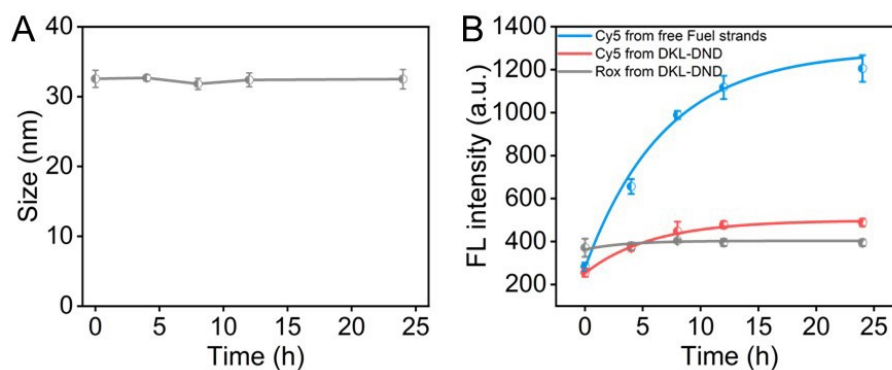 A
Size (nm)
40
30
20
10
0
0 5 10 15 20 25
Time (h)
B
FL intensity (a.u.)
1400
1200
1000
800
600
400
200
Cy5 from free Fuel strands
Cy5 from DKL-DND
Rox from DKL-DND
0 5 10 15 20 25
Time (h)